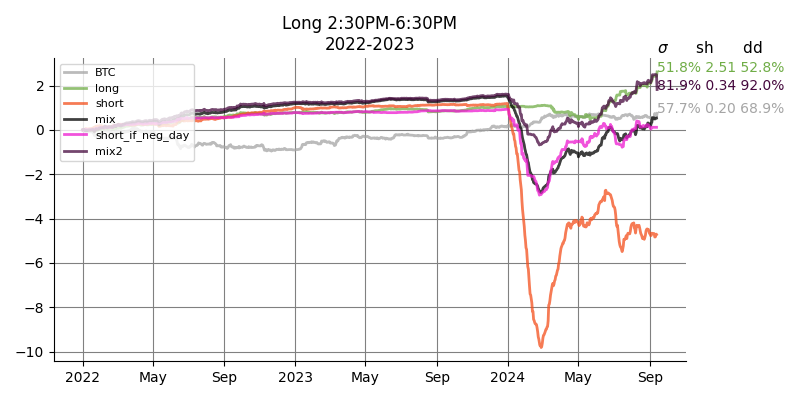 Long 2:30PM-6:30PM
2022-2023
σ sh dd
51.8% 2.51 52.8%
81.9% 0.34 92.0%
57.7% 0.20 68.9%
BTC
long
short
mix
short_if_neg_day
mix2
2
0
−2
−4
−6
−8
−10
2022 May Sep 2023 May Sep 2024 May Sep